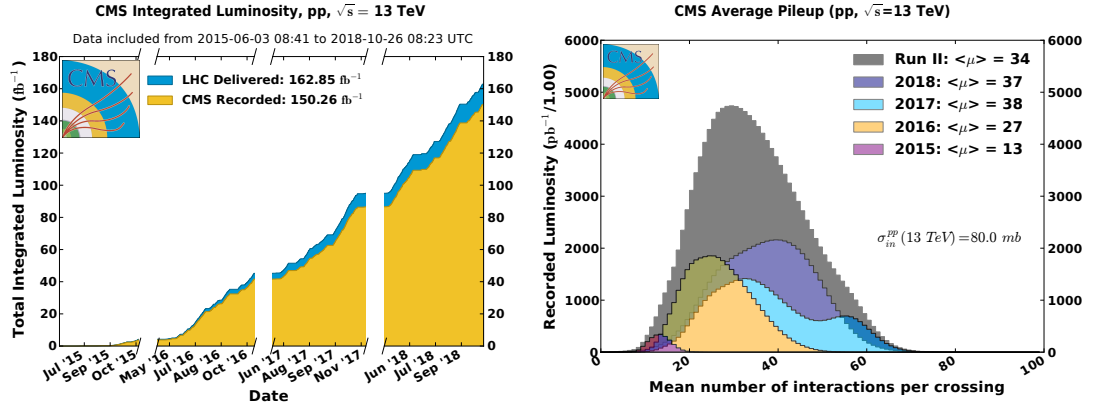 CMS Integrated Luminosity, pp, √s = 13 TeV
Data included from 2015-06-03 08:41 to 2018-10-26 08:23 UTC
CMS
LHC Delivered: 162.85 fb⁻¹
CMS Recorded: 150.26 fb⁻¹
Total Integrated Luminosity (fb⁻¹)
180
160
140
120
100
80
60
40
20
0
180
160
140
120
100
80
60
40
20
0
Jul '15
Sep '15
Oct '15
May '16
Jul '16
Aug '16
Oct '16
Jun '17
Aug '17
Sep '17
Nov '17
Jun '18
Jul '18
Sep '18
Date
CMS Average Pileup (pp, √s=13 TeV)
CMS
Run II: <μ> = 34
2018: <μ> = 37
2017: <μ> = 38
2016: <μ> = 27
2015: <μ> = 13
σ_in^pp(13 TeV)=80.0 mb
Recorded Luminosity (pb⁻¹/1.00)
6000
5000
4000
3000
2000
1000
0
6000
5000
4000
3000
2000
1000
0
0
20
40
60
80
100
Mean number of interactions per crossing